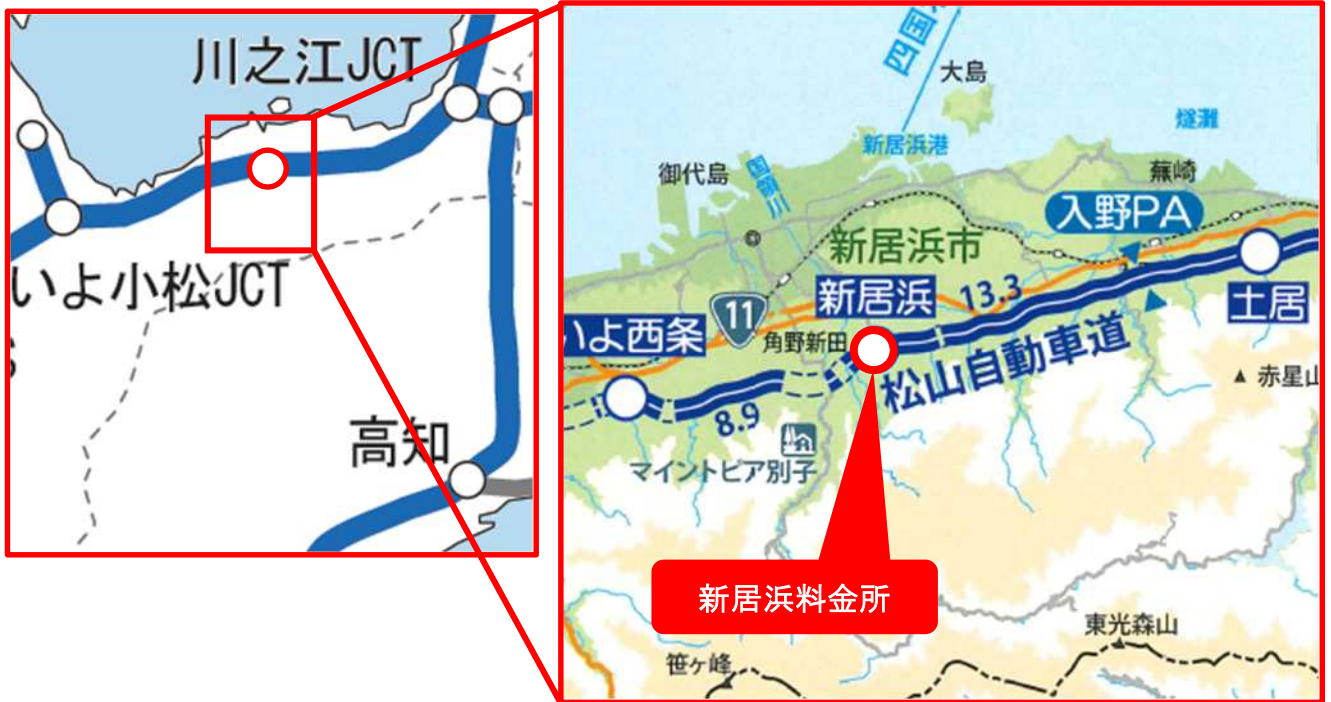 川之江JCT
いよ小松JCT
高知
四国
大島
燧灘
新居浜港
御代島
国領川
蕪崎
入野PA
新居浜市
新居浜
13.3
土居
11
いよ西条
角野新田
松山自動車道
赤星山
8.9
マイントピア別子
新居浜料金所
東光森山
笹ヶ峰